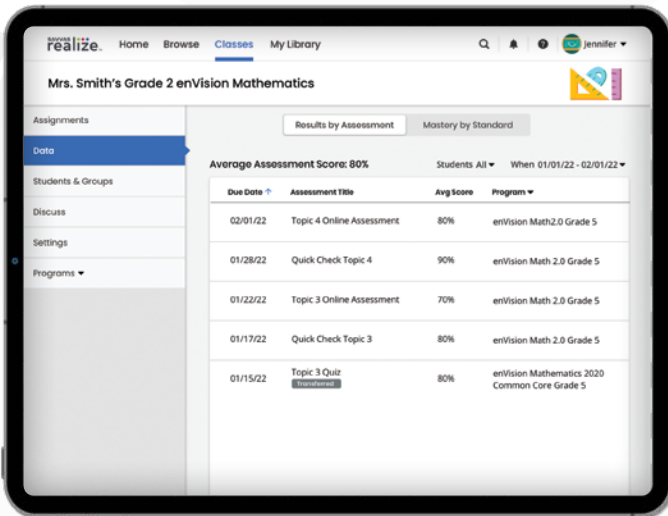 SAVVAS
realize. Home Browse Classes My Library Jennifer
Mrs. Smith's Grade 2 enVision Mathematics
Assignments
Data
Students & Groups
Discuss
Settings
Programs
Results by Assessment Mastery by Standard
Average Assessment Score: 80% Students All When 01/01/22 - 02/01/22
Due Date ↑ Assessment Title Avg Score Program
02/01/22 Topic 4 Online Assessment 80% enVision Math2.0 Grade 5
01/28/22 Quick Check Topic 4 90% enVision Math 2.0 Grade 5
01/22/22 Topic 3 Online Assessment 70% enVision Math 2.0 Grade 5
01/17/22 Quick Check Topic 3 80% enVision Math 2.0 Grade 5
01/15/22 Topic 3 Quiz 80% enVision Mathematics 2020
Transferred Common Core Grade 5